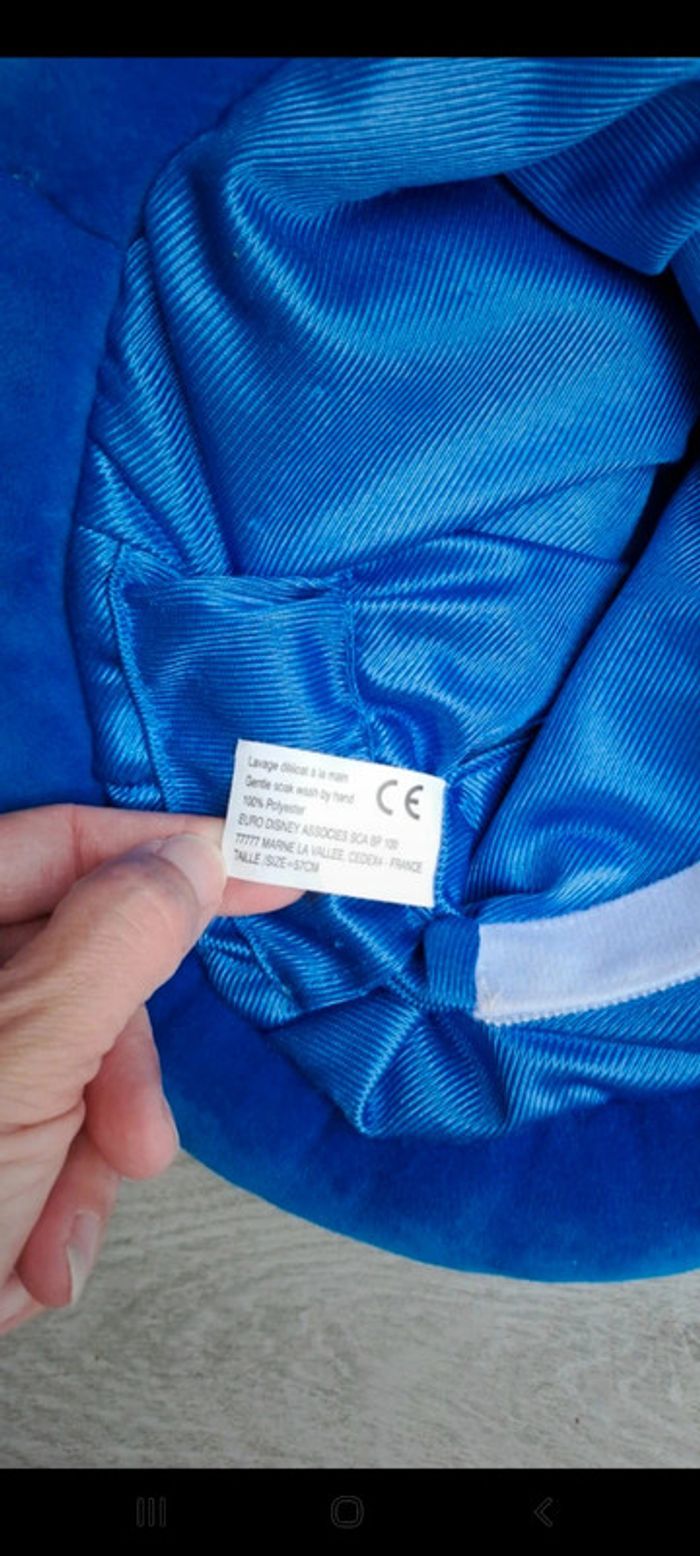 Lavage délicat à la main
Gentle soak wash by hand
CE
100% Polyester
EURO DISNEY ASSOCIES SCA BP 100
77777 MARNE LA VALLEE, CEDEX4 - FRANCE
TAILLE /SIZE=57CM